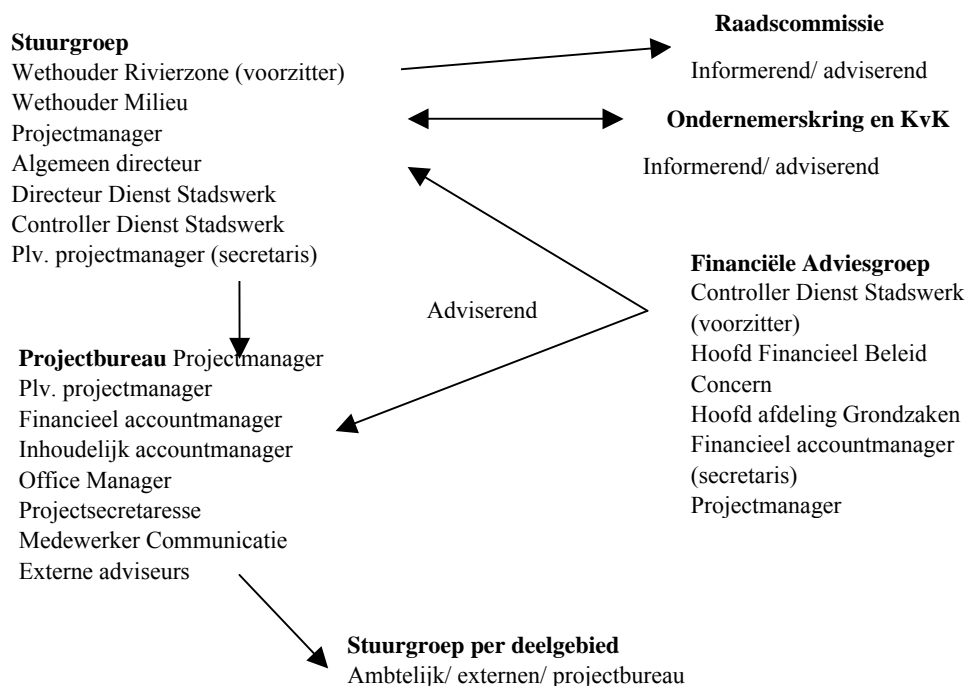 Stuurgroep
Wethouder Rivierzone (voorzitter)
Wethouder Milieu
Projectmanager
Algemeen directeur
Directeur Dienst Stadswerk
Controller Dienst Stadswerk
Plv. projectmanager (secretaris)
Raadscommissie
Informerend/ adviserend
Ondernemerskring en KvK
Informerend/ adviserend
Adviserend
Financiële Adviesgroep
Controller Dienst Stadswerk
(voorzitter)
Hoofd Financieel Beleid
Concern
Hoofd afdeling Grondzaken
Financieel accountmanager
(secretaris)
Projectmanager
Projectbureau Projectmanager
Plv. projectmanager
Financieel accountmanager
Inhoudelijk accountmanager
Office Manager
Projectsecretaresse
Medewerker Communicatie
Externe adviseurs
Stuurgroep per deelgebied
Ambtelijk/ externen/ projectbureau